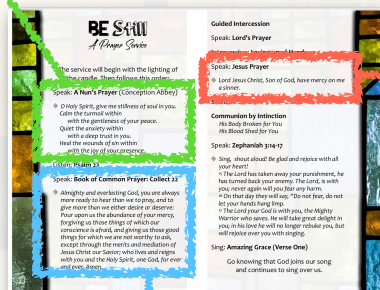 BE Still
A Prayer Service
The service will begin with the lighting of
the candle. Then follows this order:
Speak: A Nun's Prayer (Conception Abbey)
O Holy Spirit, give me stillness of soul in you.
Calm the turmoil within
with the gentleness of your peace.
Quiet the anxiety within
with a deep trust in you.
Heal the wounds of sin within
with the joy of your presence.
Listen: Psalm 23
Speak: Book of Common Prayer: Collect 22
Almighty and everlasting God, you are always
more ready to hear than we to pray, and to
give more than we either desire or deserve:
Pour upon us the abundance of your mercy,
forgiving us those things of which our
conscience is afraid, and giving us those good
things for which we are not worthy to ask,
except through the merits and mediation of
Jesus Christ our Savior; who lives and reigns
with you and the Holy Spirit, one God, for ever
and ever. Amen.
Guided Intercession
Speak: Lord's Prayer
Speak: Jesus Prayer
Lord Jesus Christ, Son of God, have mercy on me
a sinner.
Communion by Intinction
His Body Broken for You
His Blood Shed for You
Speak: Zephaniah 3:14-17
Sing, shout aloud! Be glad and rejoice with all
your heart!
The Lord has taken away your punishment, he
has turned back your enemy. The Lord, is with
you; never again will you fear any harm.
On that day they will say, "Do not fear, do not
let your hands hang limp.
The Lord your God is with you, the Mighty
Warrior who saves. He will take great delight in
you; in his love he will no longer rebuke you, but
will rejoice over you with singing.
Sing: Amazing Grace (Verse One)
Go knowing that God joins our song
and continues to sing over us.